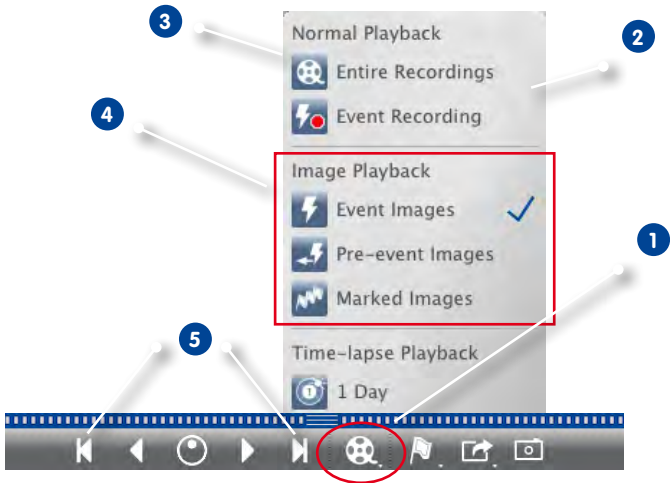 3
Normal Playback
2
Entire Recordings
4
Event Recording
Image Playback
Event Images
1
Pre-event Images
Marked Images
5
Time-lapse Playback
1
1 Day